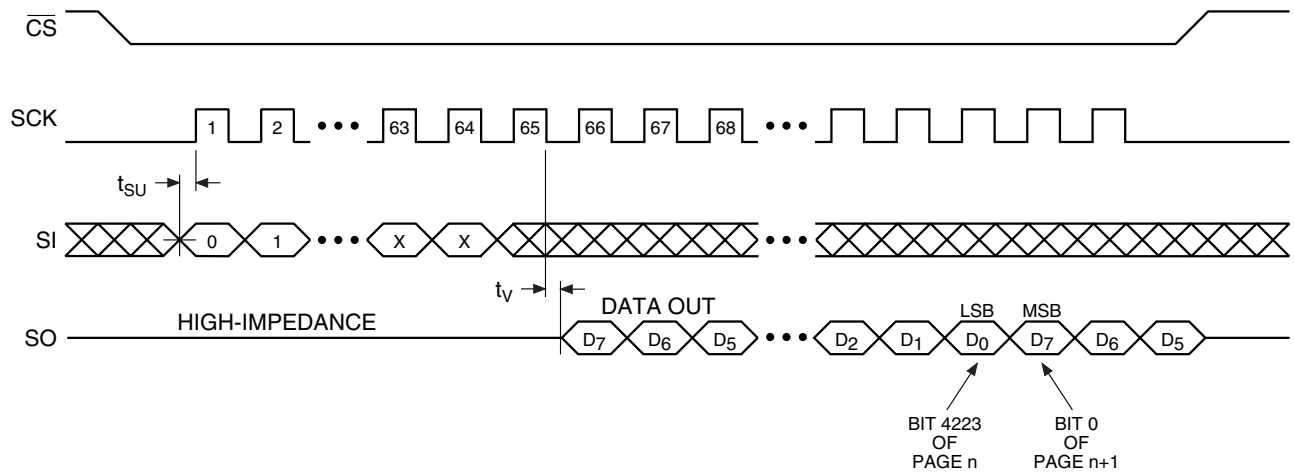 CS
SCK
1 2 ••• 63 64 65 66 67 68 •••
tSU
SI
0 1 ••• X X •••
tV
DATA OUT
HIGH-IMPEDANCE
LSB MSB
SO
D7 D6 D5 ••• D2 D1 D0 D7 D6 D5
BIT 4223
OF
PAGE n
BIT 0
OF
PAGE n+1